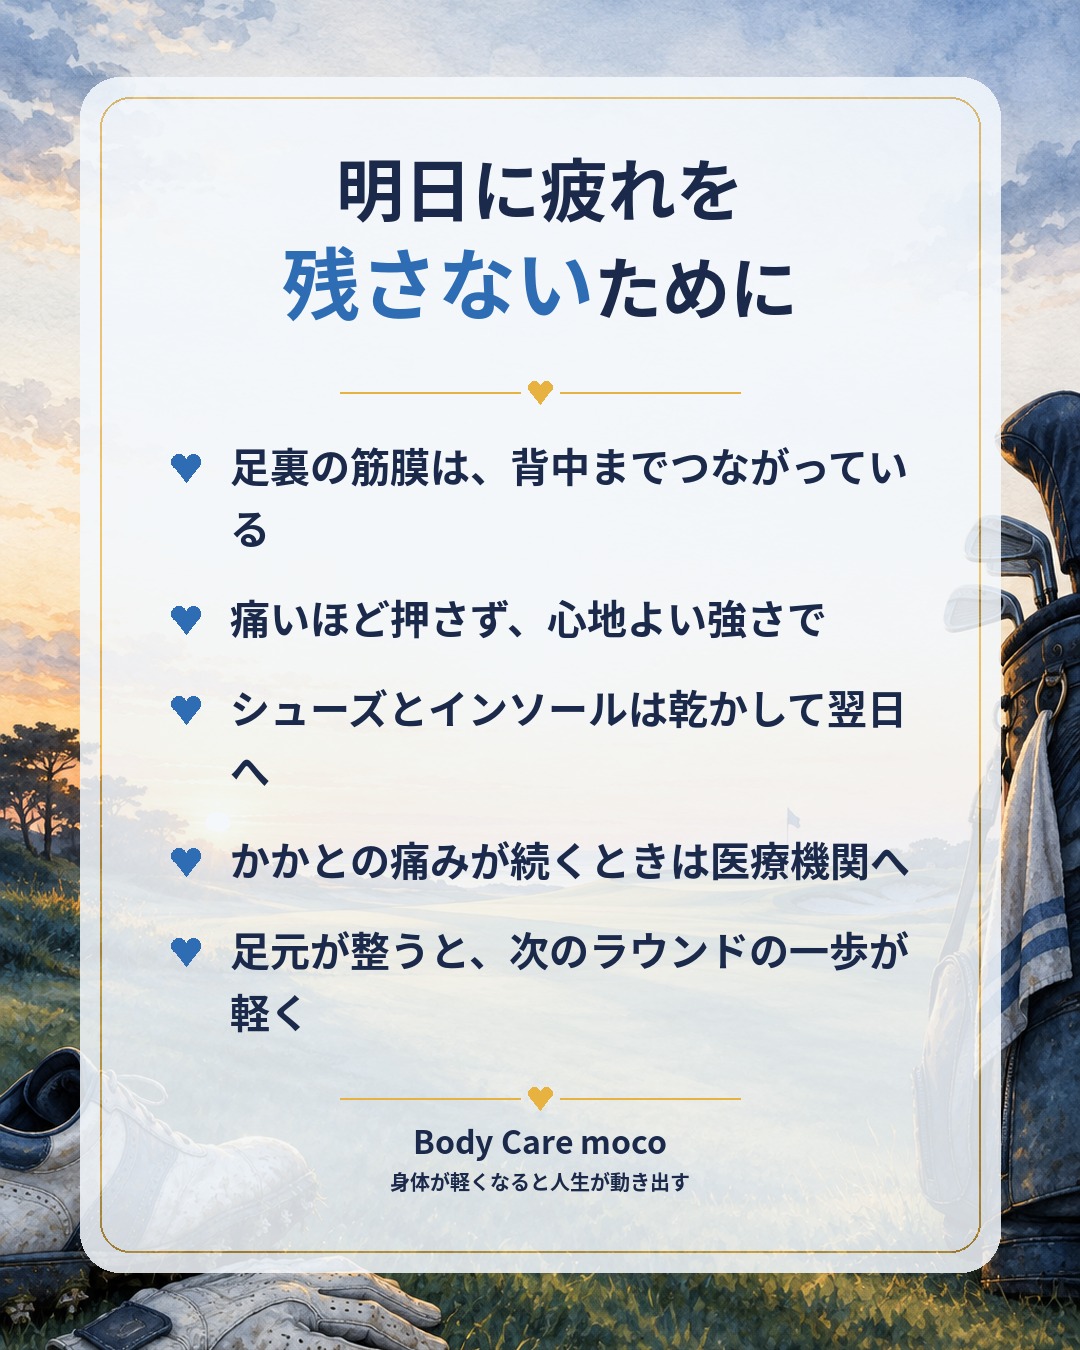 明日に疲れを
残さないために
足裏の筋膜は、背中までつながってい
る
痛いほど押さず、心地よい強さで
シューズとインソールは乾かして翌日
へ
かかとの痛みが続くときは医療機関へ
足元が整うと、次のラウンドの一歩が
軽く
Body Care moco
身体が軽くなると人生が動き出す